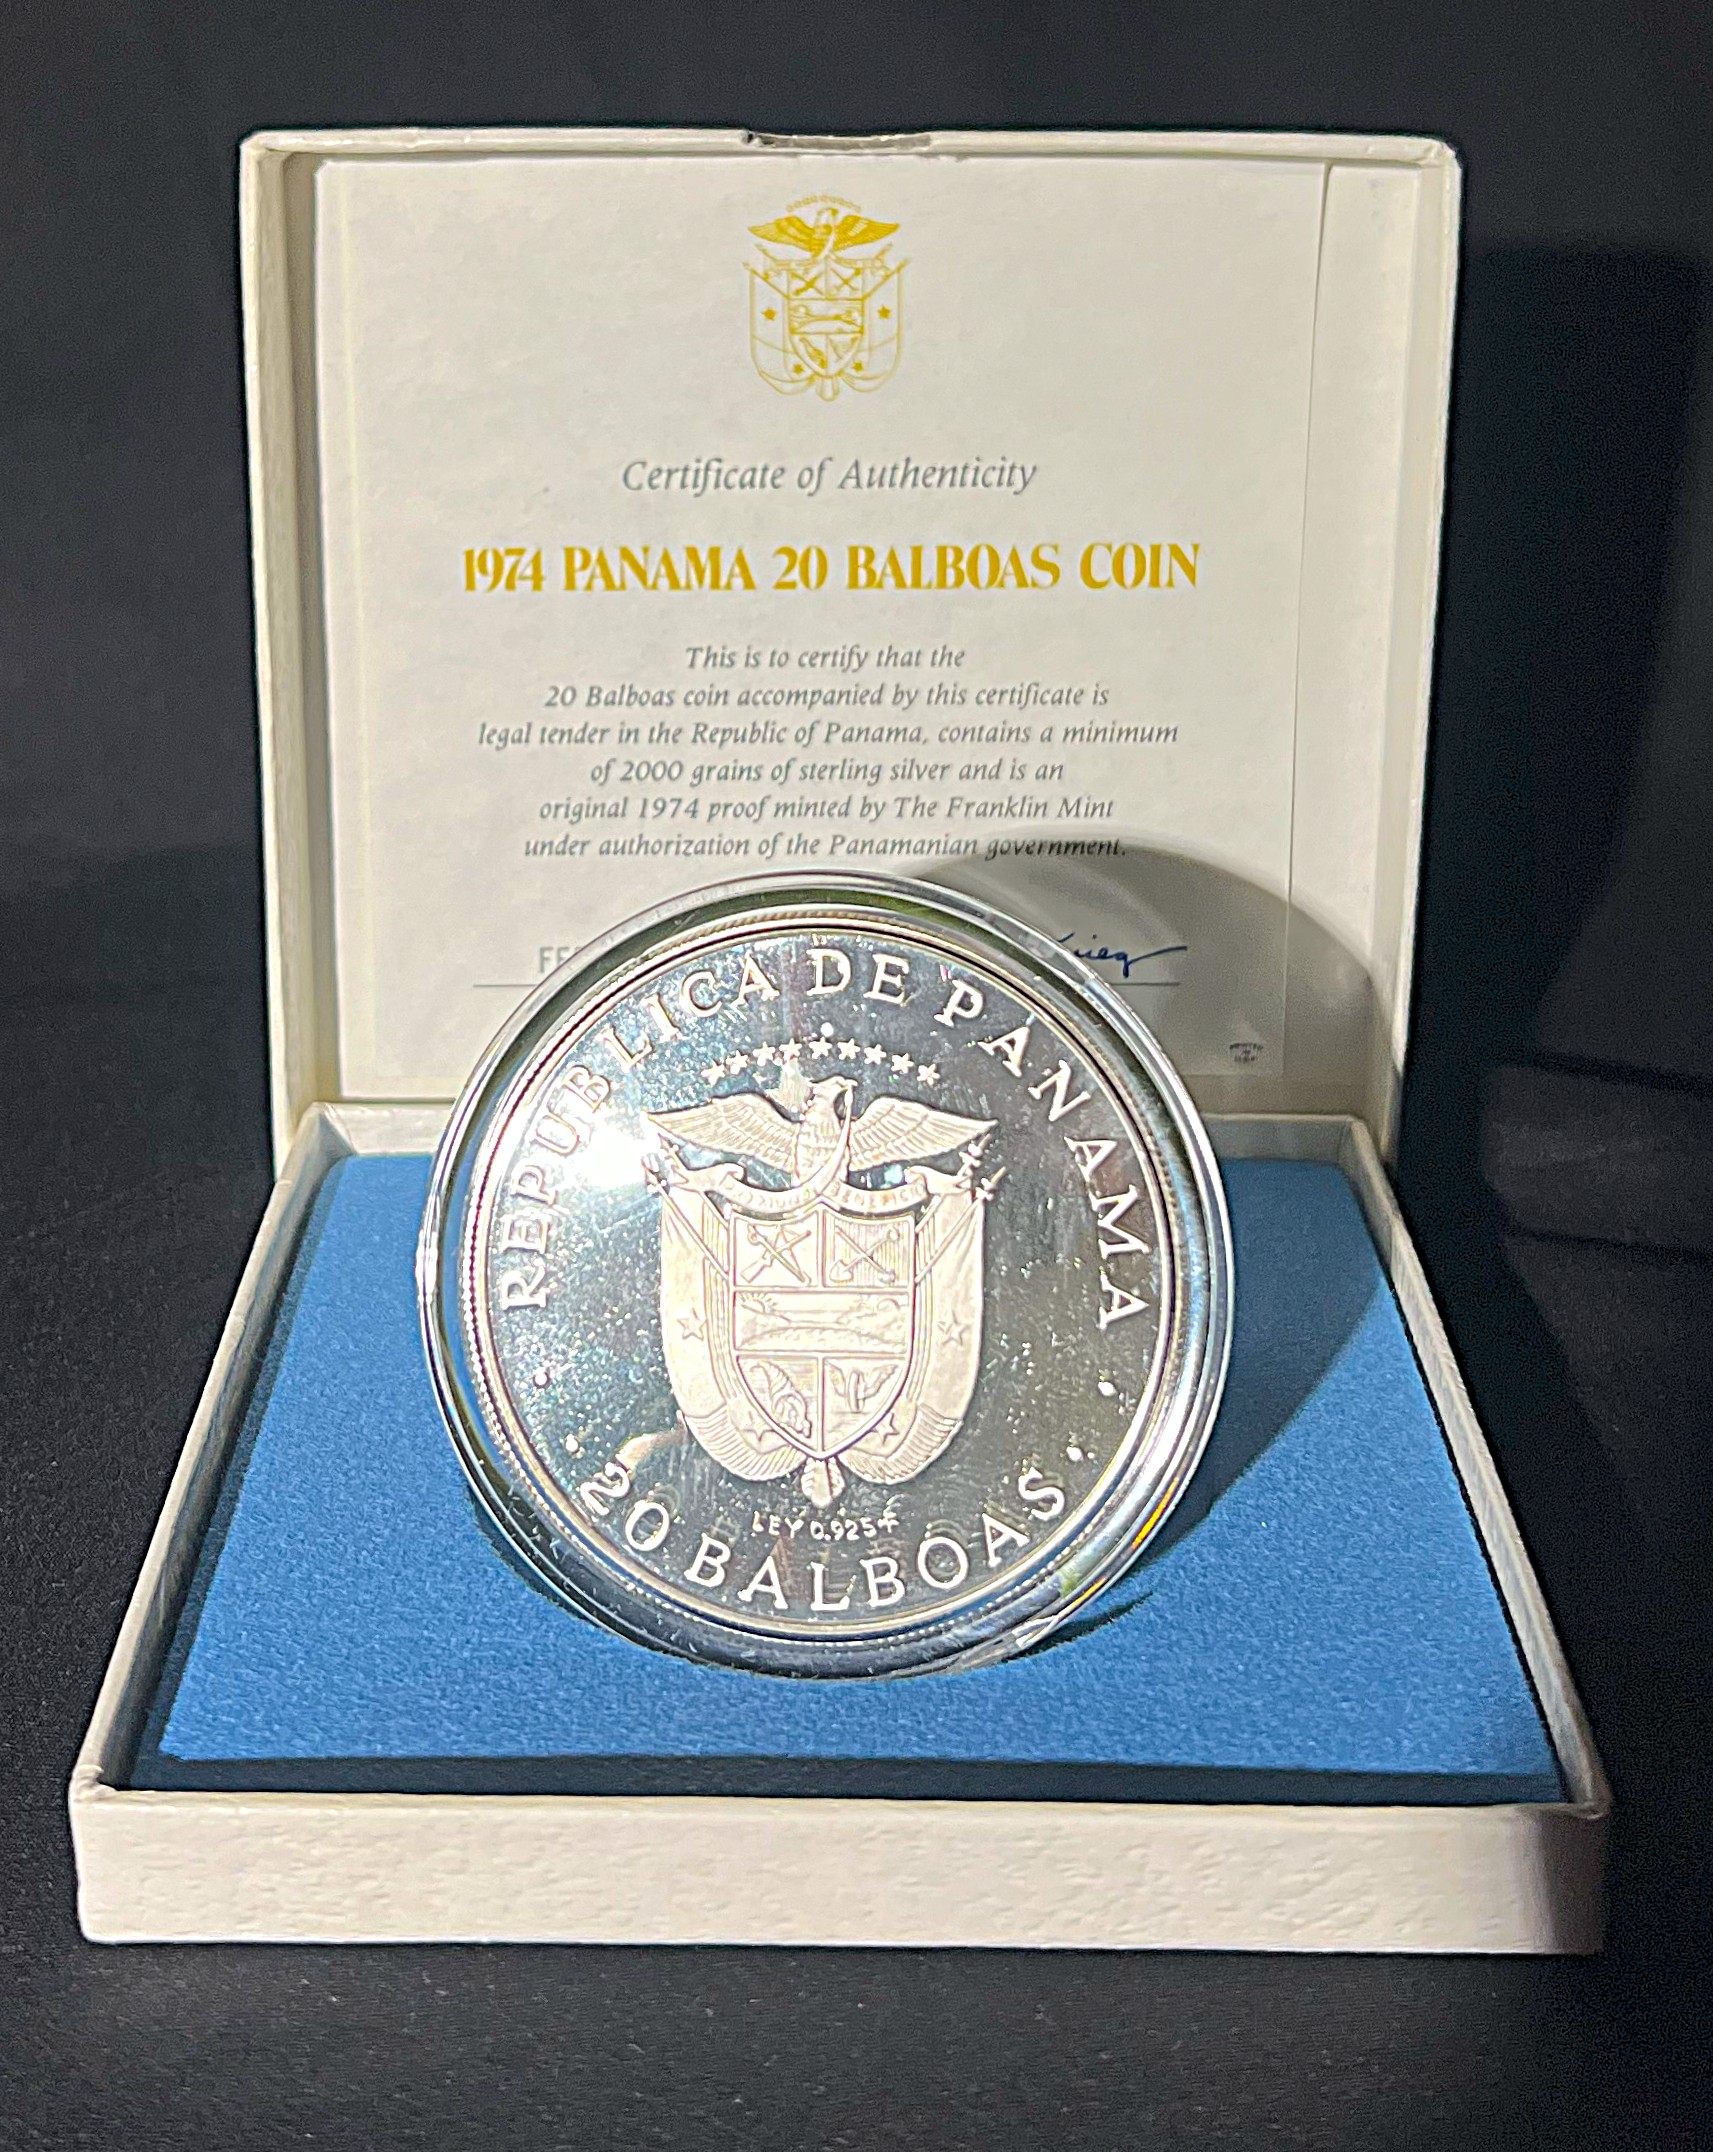 Certificate of Authenticity
1974 PANAMA 20 BALBOAS COIN
This is to certify that the
20 Balboas coin accompanied by this certificate is
legal tender in the Republic of Panama, contains a minimum
of 2000 grains of sterling silver and is an
original 1974 proof minted by The Franklin Mint
under authorization of the Panamanian government.
REPUBLICA DE PANAMA
LEY 0.925
20 BALBOAS